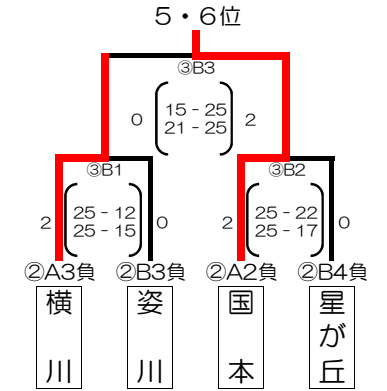 5・6位
③B3
0 15 - 25 2
21 - 25
③B1 ③B2
2 25 - 12 0 2 25 - 22 0
25 - 15 25 - 17
②A3負 ②B3負 ②A2負 ②B4負
横川 姿川 国本 星が丘